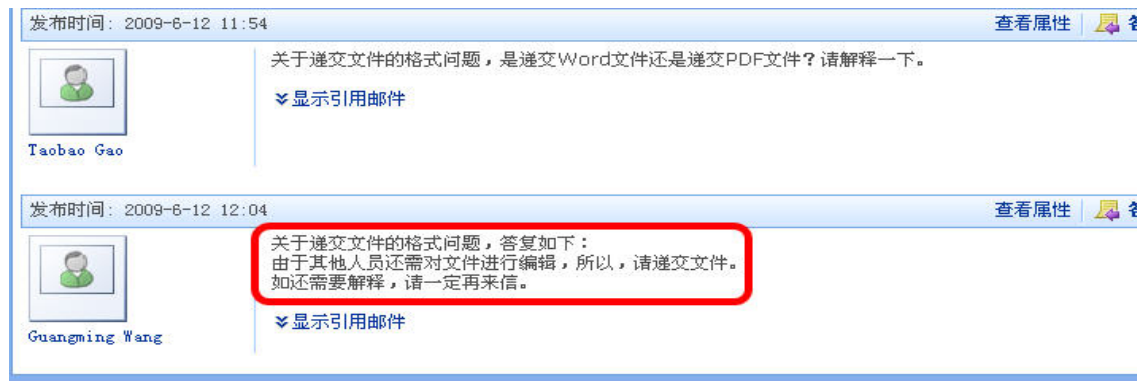 发布时间: 2009-6-12 11:54 查看属性
关于递交文件的格式问题，是递交Word文件还是递交PDF文件？请解释一下。
显示引用邮件
Taobao Gao
发布时间: 2009-6-12 12:04 查看属性
关于递交文件的格式问题，答复如下：
由于其他人员还需对文件进行编辑，所以，请递交文件。
如还需要解释，请一定再来信。
显示引用邮件
Guangming Wang